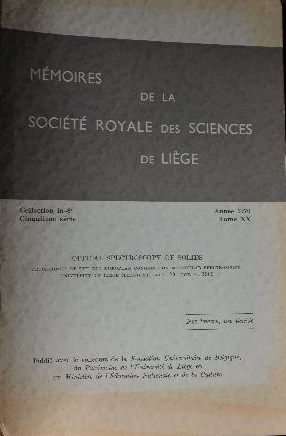 MÉMOIRES
DE LA
SOCIÉTÉ ROYALE DES SCIENCES
DE LIÈGE
Collection in-8°
Cinquième série
Année 1970
Tome XX
OPTICAL SPECTROSCOPY OF SOLIDS
Publié avec le concours de la Fondation Universitaire de Belgique,
du Patrimoine de l'Université de Liège et
du Ministère de l'Éducation Nationale et de la Culture